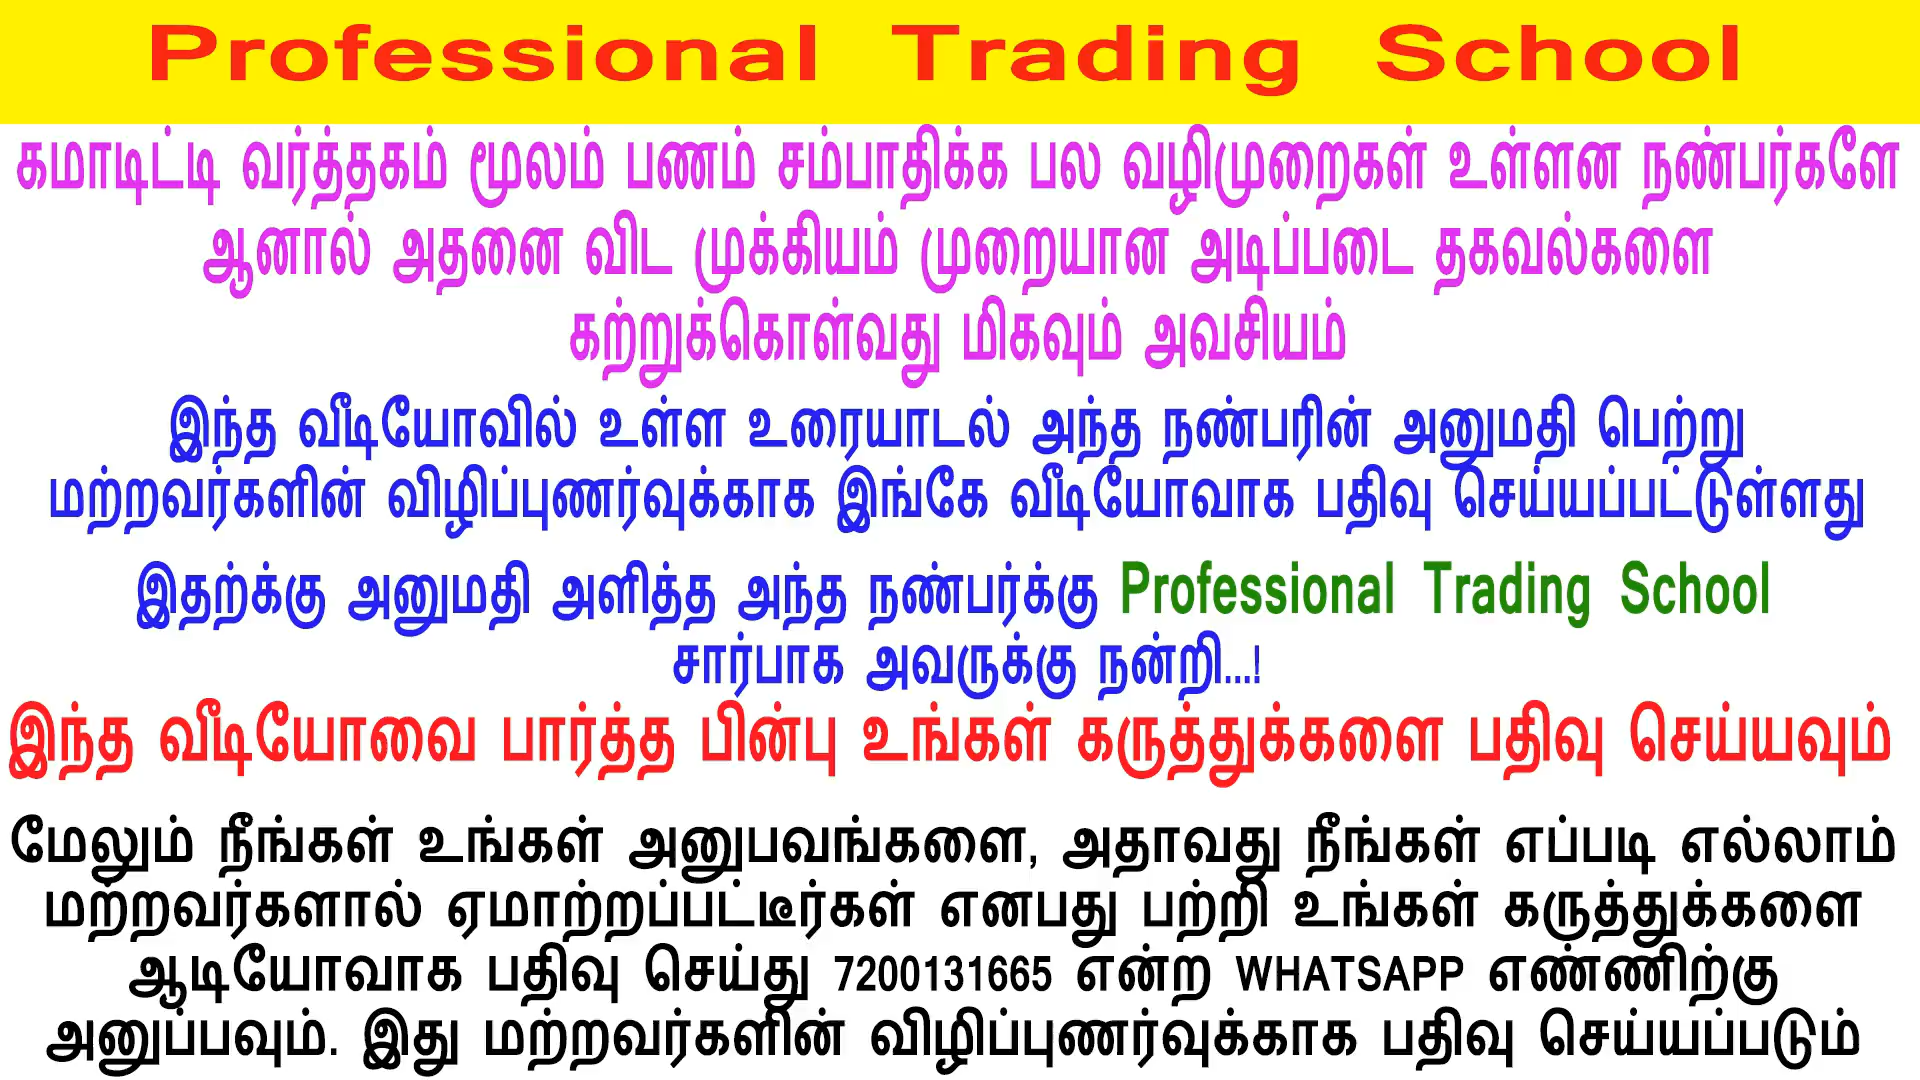 Professional Trading School
கமாடிட்டி வர்த்தகம் மூலம் பணம் சம்பாதிக்க பல வழிமுறைகள் உள்ளன நண்பர்களே
ஆனால் அதனை விட முக்கியம் முறையான அடிப்படை தகவல்களை
கற்றுக்கொள்வது மிகவும் அவசியம்
இந்த வீடியோவில் உள்ள உரையாடல் அந்த நண்பரின் அனுமதி பெற்று
மற்றவர்களின் விழிப்புணர்வுக்காக இங்கே வீடியோவாக பதிவு செய்யப்பட்டுள்ளது
இதற்க்கு அனுமதி அளித்த அந்த நண்பர்க்கு Professional Trading School
சார்பாக அவருக்கு நன்றி...!
இந்த வீடியோவை பார்த்த பின்பு உங்கள் கருத்துக்களை பதிவு செய்யவும்
மேலும் நீங்கள் உங்கள் அனுபவங்களை, அதாவது நீங்கள் எப்படி எல்லாம்
மற்றவர்களால் ஏமாற்றப்பட்டீர்கள் எனபது பற்றி உங்கள் கருத்துக்களை
ஆடியோவாக பதிவு செய்து 7200131665 என்ற WHATSAPP எண்ணிற்கு
அனுப்பவும். இது மற்றவர்களின் விழிப்புணர்வுக்காக பதிவு செய்யப்படும்